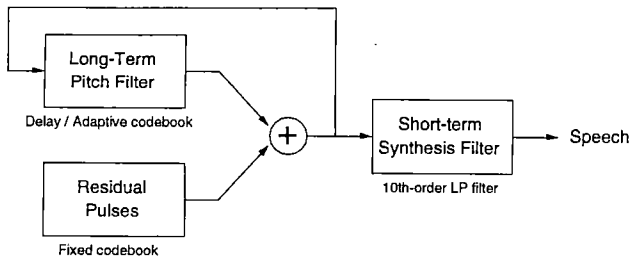 Long-Term
Pitch Filter
Delay / Adaptive codebook
Residual
Pulses
Fixed codebook
+
Short-term
Synthesis Filter
10th-order LP filter
Speech